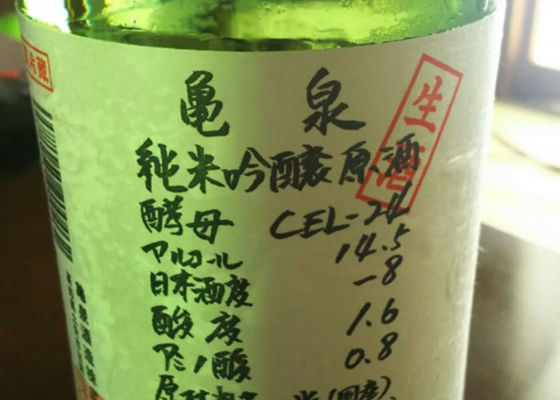 亀泉
純米吟醸原酒
生酒
酵母 CEL-24
アルコール 14.5
日本酒度 -8
酸度 1.6
アミノ酸 0.8